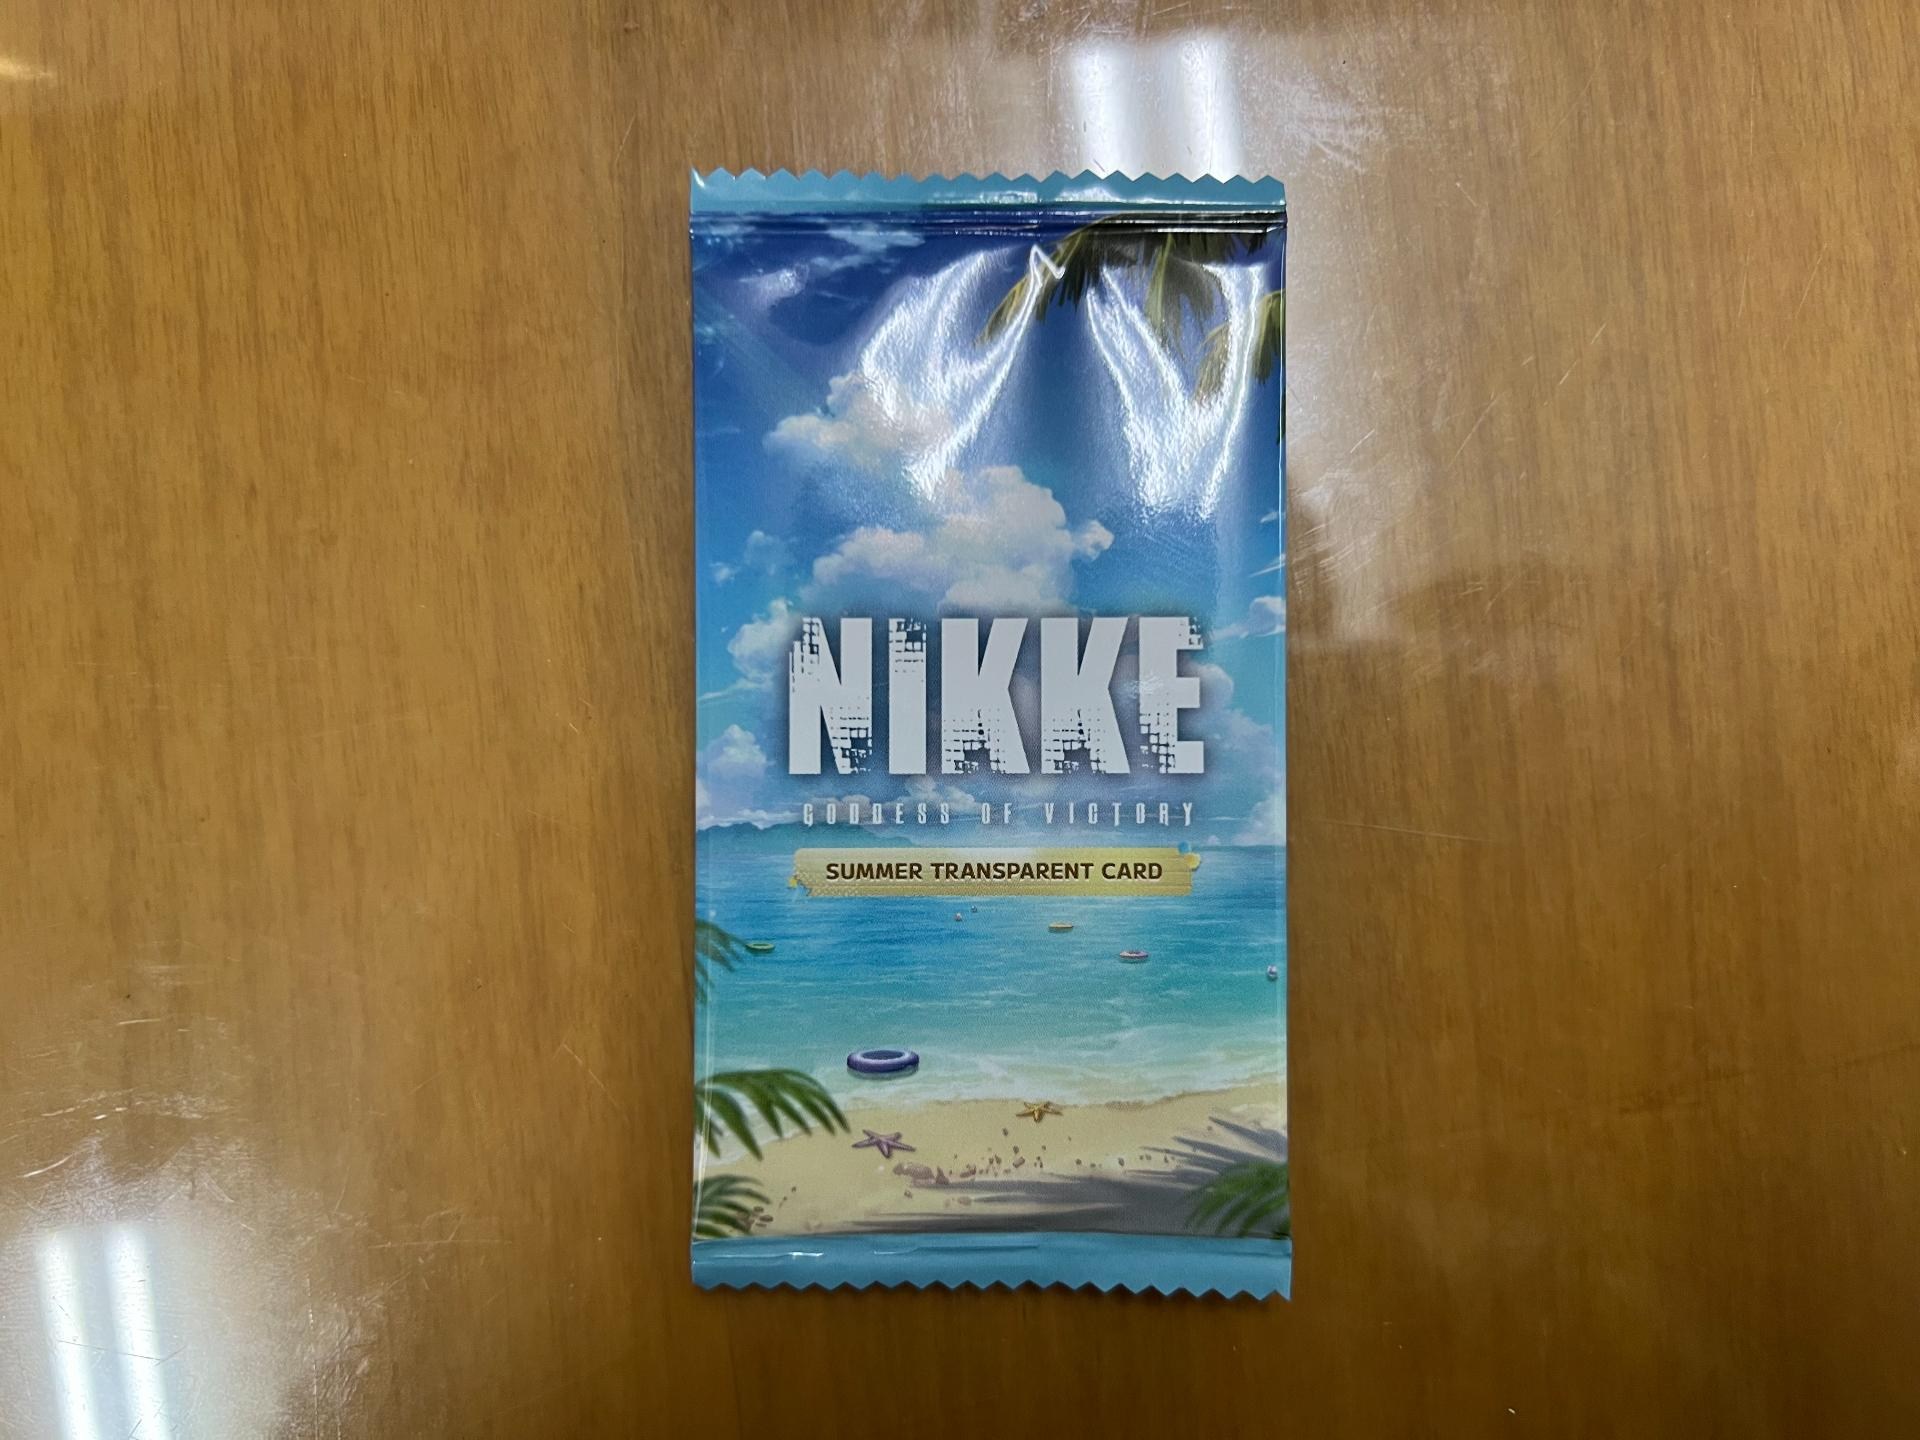 NIKKE
GODDESS OF VICTORY
SUMMER TRANSPARENT CARD